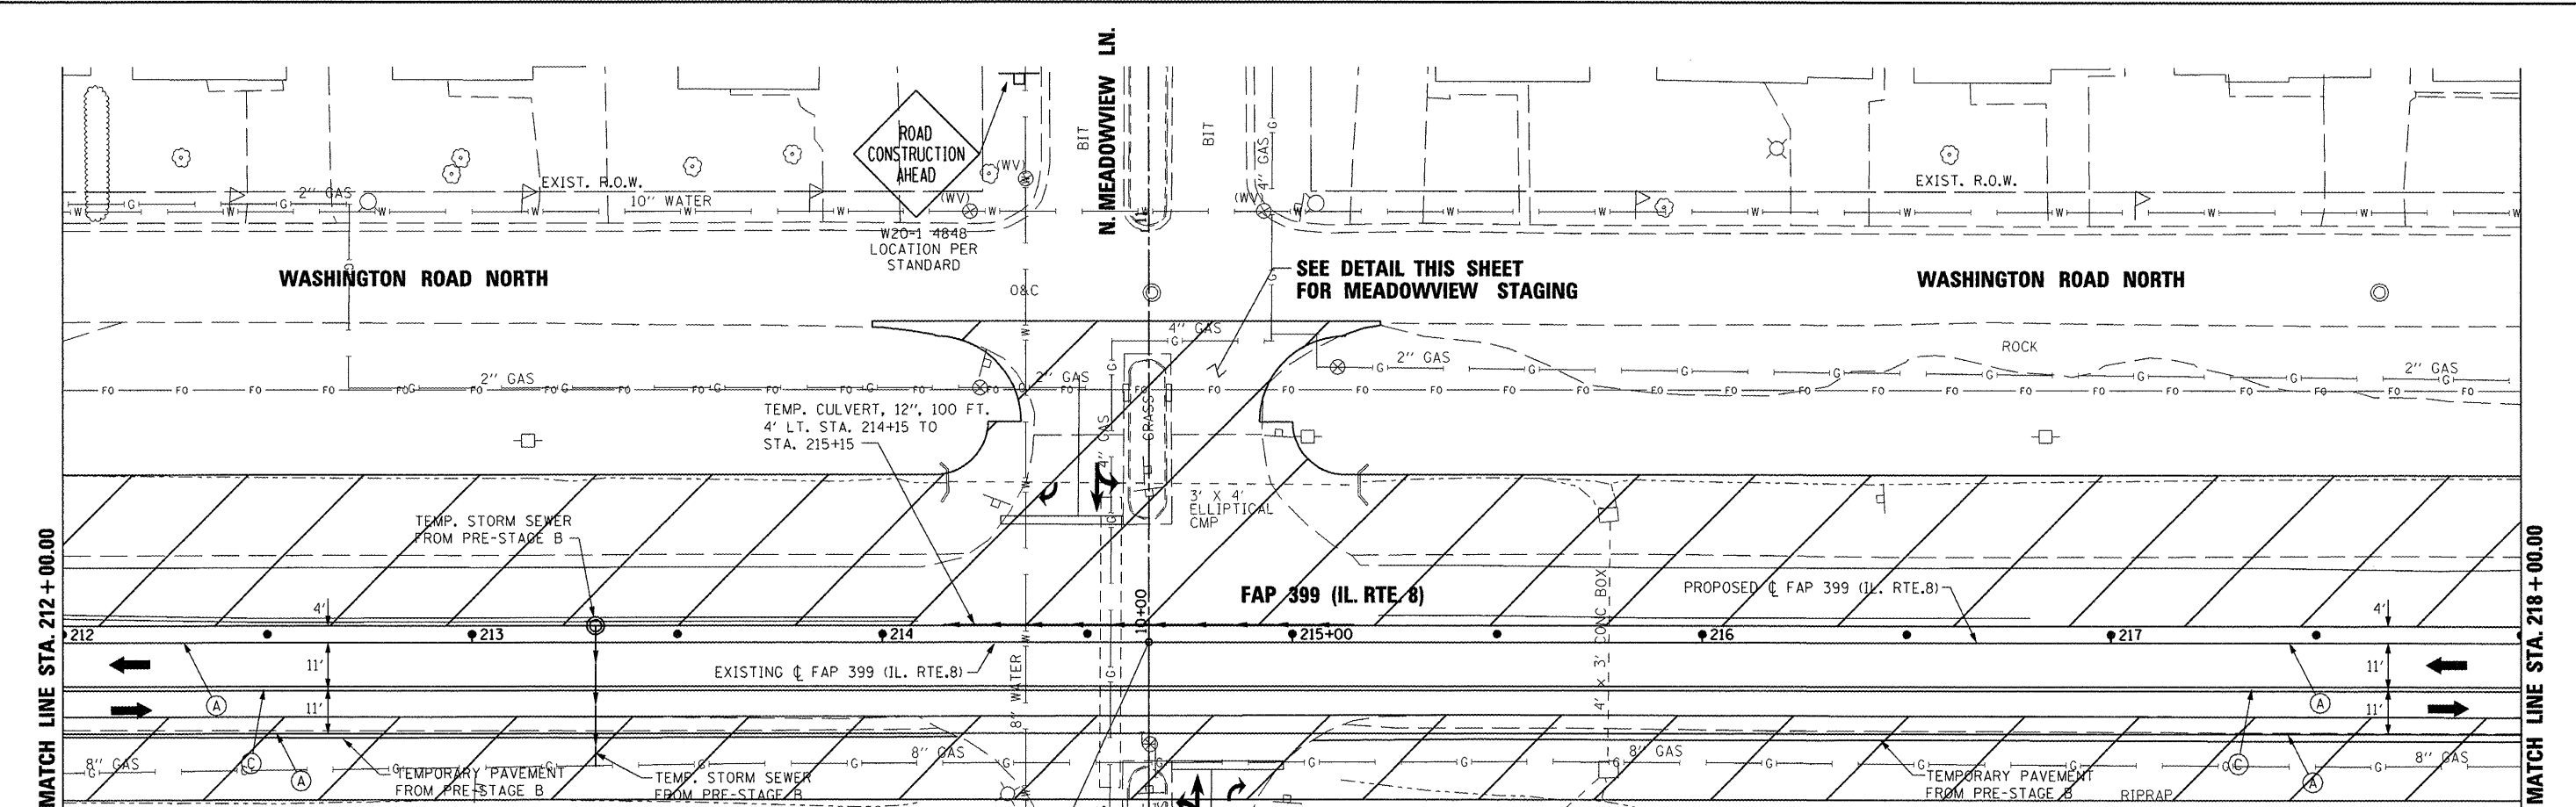 N. MEADOWVIEW LN.
BIT
BIT
ROAD
CONSTRUCTION
AHEAD
W20-1 4848
LOCATION PER
STANDARD
(WV)
(WV)
(WV)
4" GAS
2" GAS
EXIST. R.O.W.
10" WATER
EXIST. R.O.W.
WASHINGTON ROAD NORTH
O&C
SEE DETAIL THIS SHEET
FOR MEADOWVIEW STAGING
WASHINGTON ROAD NORTH
4" GAS
ROCK
2" GAS
2" GAS
2" GAS
2" GAS
TEMP. CULVERT, 12", 100 FT.
4' LT. STA. 214+15 TO
STA. 215+15
4" GAS
GRASS
3' X 4'
ELLIPTICAL
CMP
TEMP. STORM SEWER
FROM PRE-STAGE B
FAP 399 (IL. RTE. 8)
PROPOSED ℄ FAP 399 (IL. RTE.8)
4'
4'
212
213
214
10+00
215+00
216
217
11'
11'
EXISTING ℄ FAP 399 (IL. RTE.8)
8" WATER
4' X 3' CONC BOX
11'
11'
A
A
C
A
C
A
8" GAS
8" GAS
8" GAS
8" GAS
TEMPORARY PAVEMENT
FROM PRE-STAGE B
TEMP. STORM SEWER
FROM PRE-STAGE B
TEMPORARY PAVEMENT
FROM PRE-STAGE B
RIPRAP
MATCH LINE STA. 212+00.00
MATCH LINE STA. 218+00.00